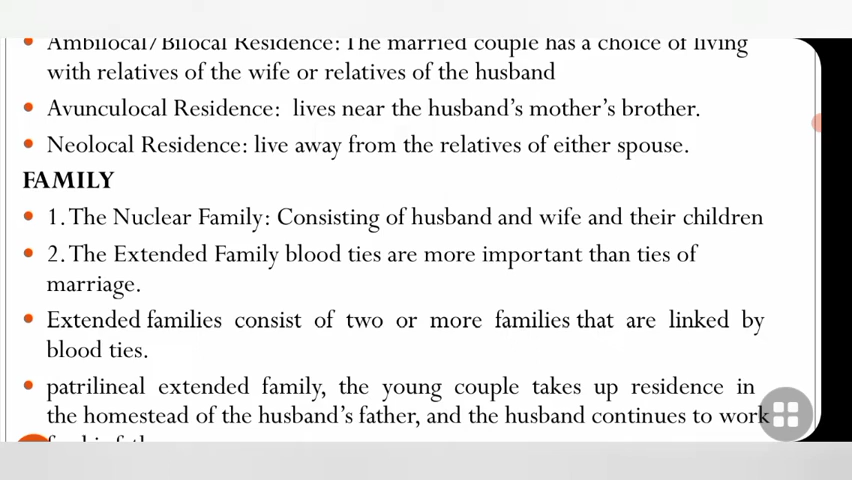 Ambilocal/Bilocal Residence: The married couple has a choice of living
with relatives of the wife or relatives of the husband
Avunculocal Residence: lives near the husband's mother's brother.
Neolocal Residence: live away from the relatives of either spouse.
FAMILY
1. The Nuclear Family: Consisting of husband and wife and their children
2. The Extended Family blood ties are more important than ties of
marriage.
Extended families consist of two or more families that are linked by
blood ties.
patrilineal extended family, the young couple takes up residence in
the homestead of the husband's father, and the husband continues to work